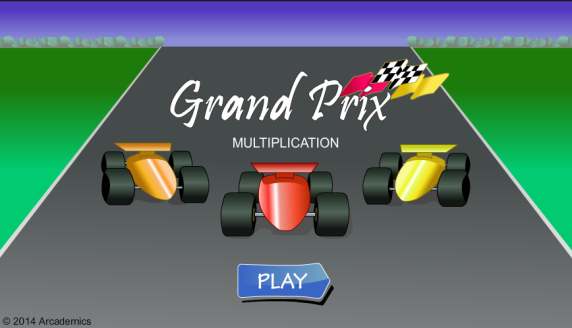 Grand Prix
MULTIPLICATION
PLAY
© 2014 Arcademics